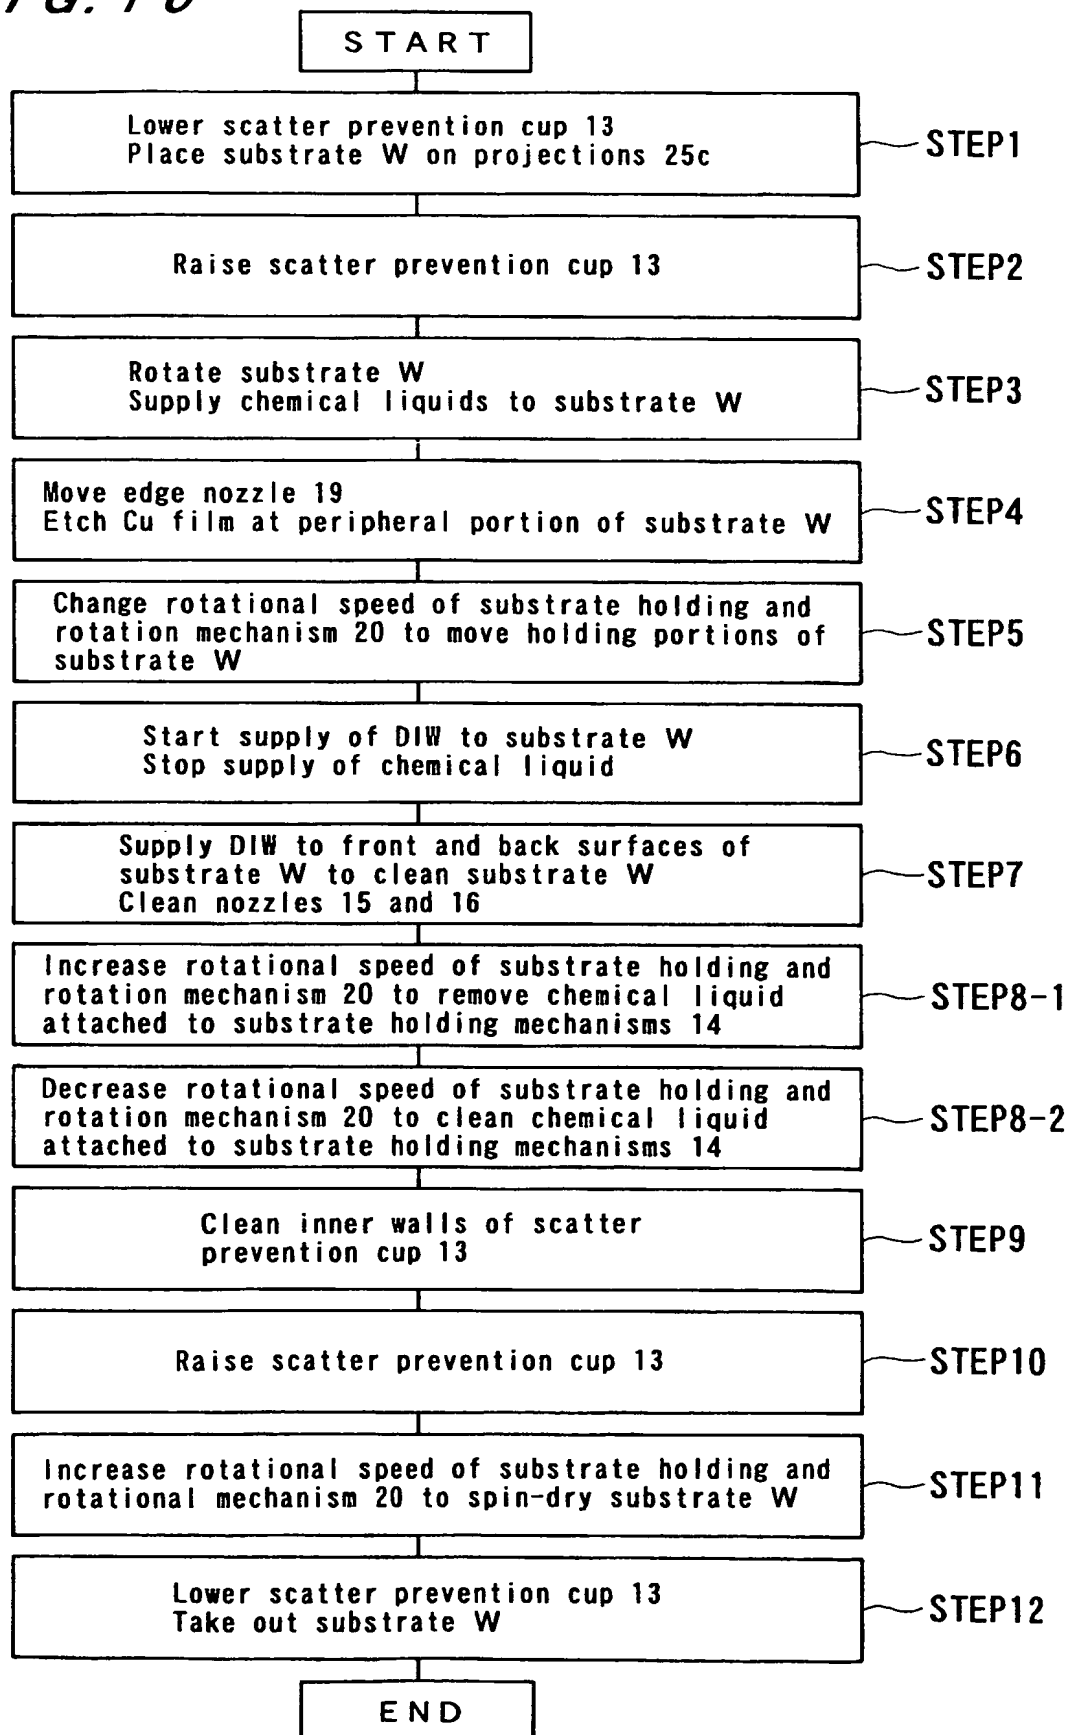 START
Lower scatter prevention cup 13
Place substrate W on projections 25c
STEP1
Raise scatter prevention cup 13
STEP2
Rotate substrate W
Supply chemical liquids to substrate W
STEP3
Move edge nozzle 19
Etch Cu film at peripheral portion of substrate W
STEP4
Change rotational speed of substrate holding and
rotation mechanism 20 to move holding portions of
substrate W
STEP5
Start supply of DIW to substrate W
Stop supply of chemical liquid
STEP6
Supply DIW to front and back surfaces of
substrate W to clean substrate W
Clean nozzles 15 and 16
STEP7
Increase rotational speed of substrate holding and
rotation mechanism 20 to remove chemical liquid
attached to substrate holding mechanisms 14
STEP8-1
Decrease rotational speed of substrate holding and
rotation mechanism 20 to clean chemical liquid
attached to substrate holding mechanisms 14
STEP8-2
Clean inner walls of scatter
prevention cup 13
STEP9
Raise scatter prevention cup 13
STEP10
Increase rotational speed of substrate holding and
rotational mechanism 20 to spin-dry substrate W
STEP11
Lower scatter prevention cup 13
Take out substrate W
STEP12
END